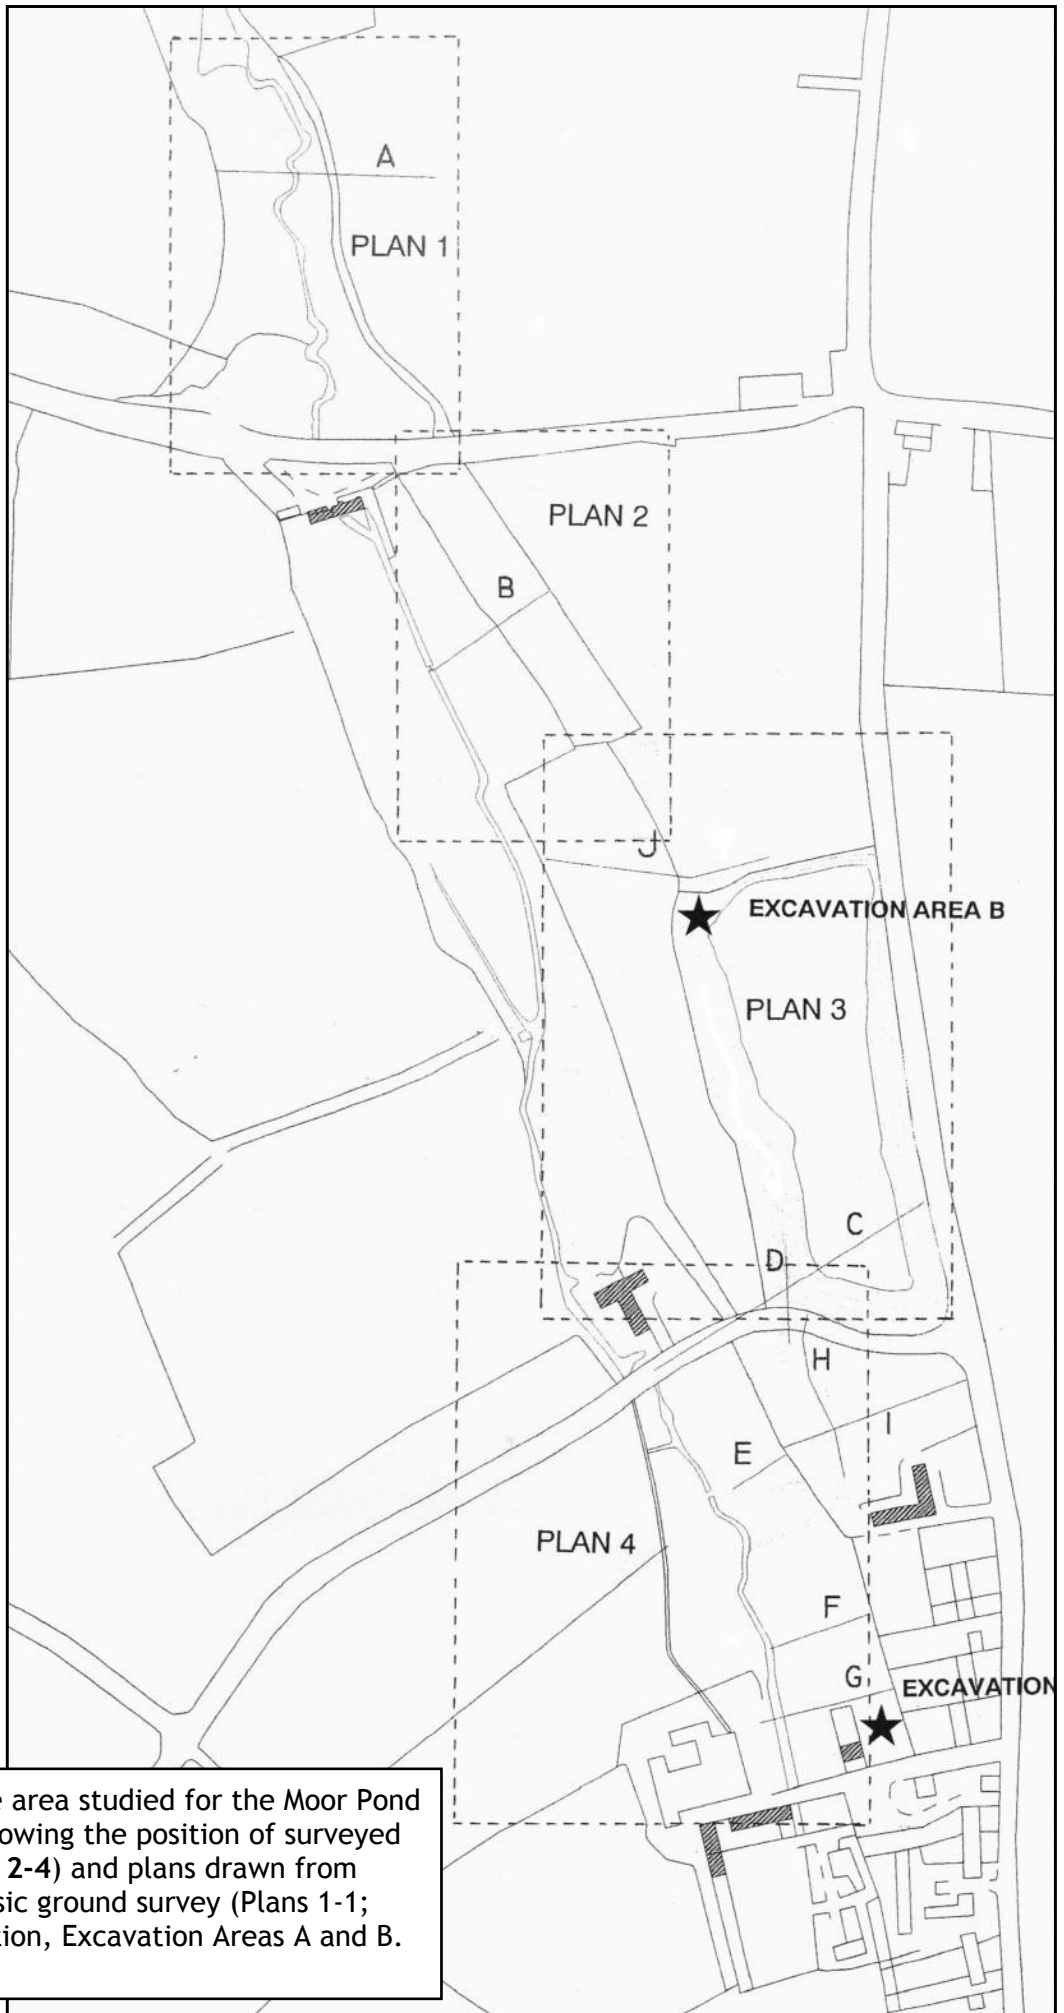 A
PLAN 1
PLAN 2
B
J
EXCAVATION AREA B
PLAN 3
C
D
H
I
E
PLAN 4
F
G
EXCAVATION
area studied for the Moor Pond
owing the position of surveyed
2-4) and plans drawn from
sic ground survey (Plans 1-1;
ion, Excavation Areas A and B.